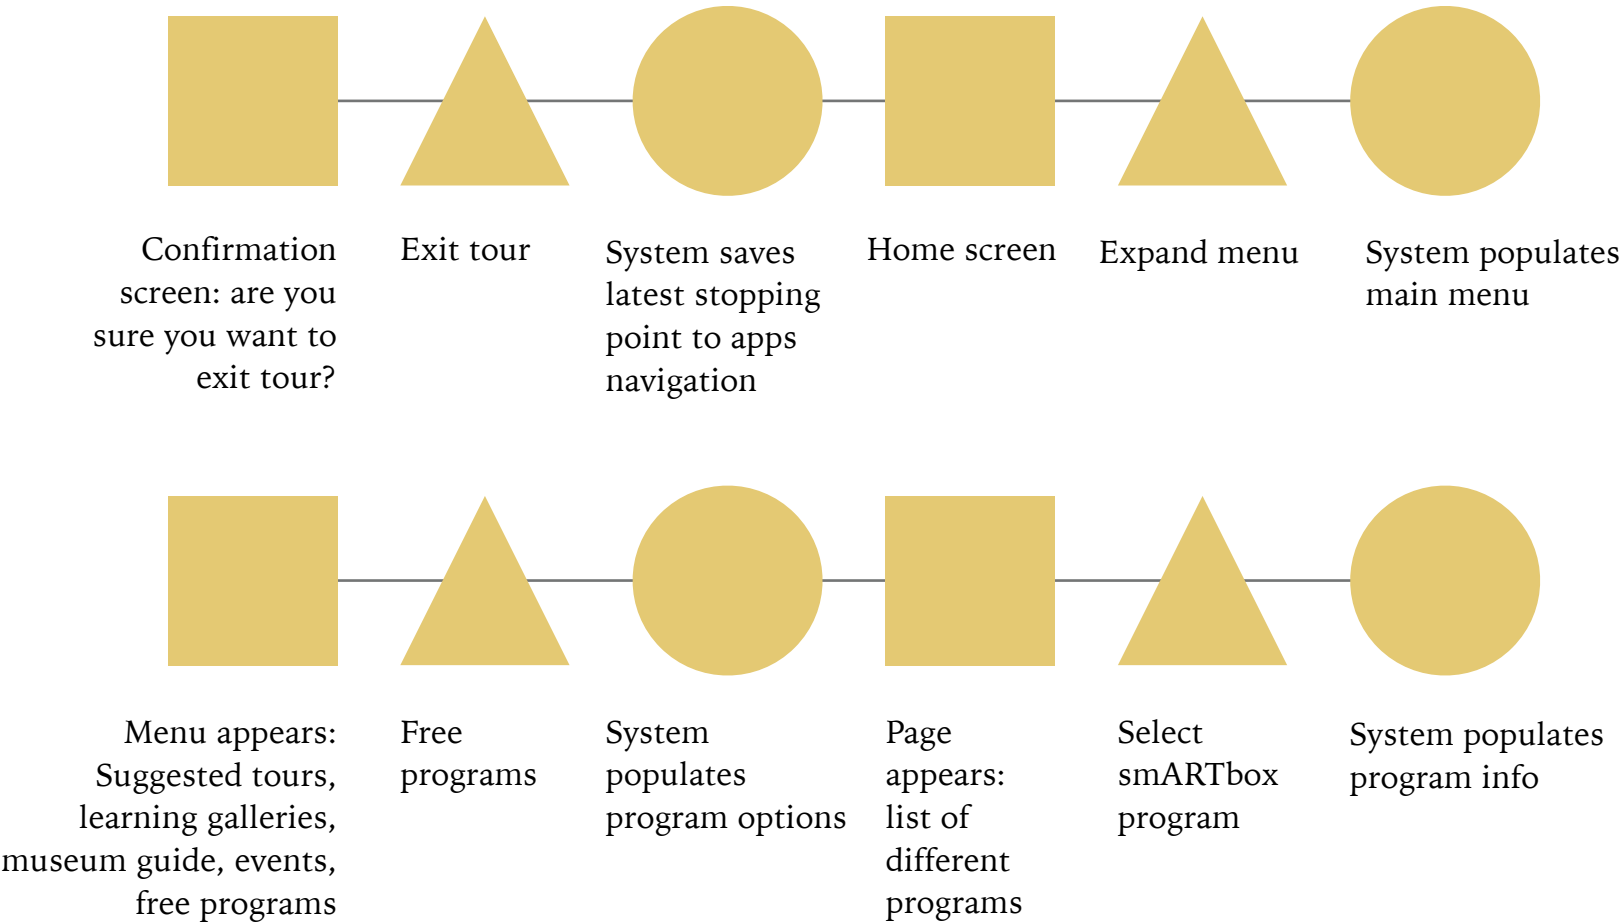 Confirmation
screen: are you
sure you want to
exit tour?
Exit tour
System saves
latest stopping
point to apps
navigation
Home screen
Expand menu
System populates
main menu
Menu appears:
Suggested tours,
learning galleries,
museum guide, events,
free programs
Free
programs
System
populates
program options
Page
appears:
list of
different
programs
Select
smARTbox
program
System populates
program info